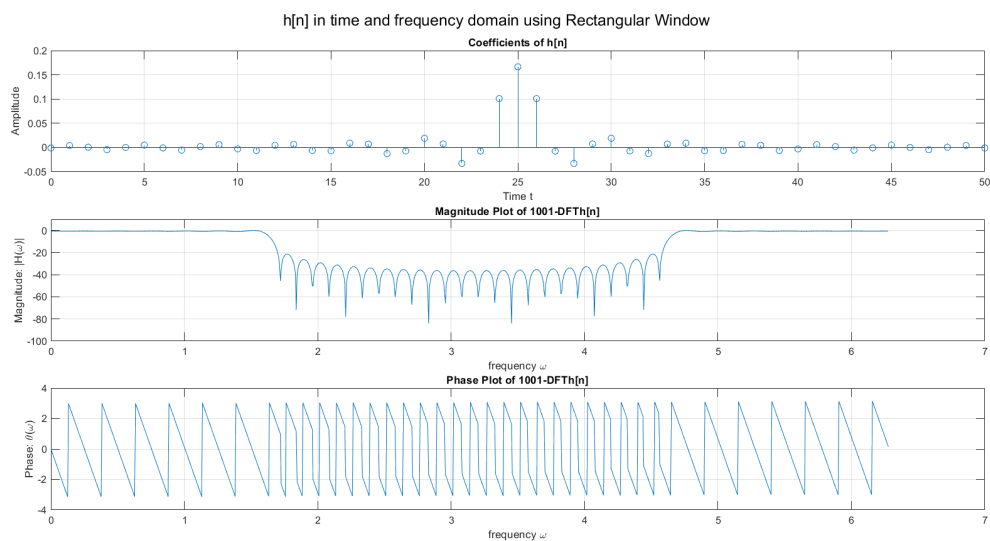 h[n] in time and frequency domain using Rectangular Window
Coefficients of h[n]
Amplitude
0.2
0.15
0.1
0.05
0
-0.05
0 5 10 15 20 25 30 35 40 45 50
Time t
Magnitude Plot of 1001-DFTh[n]
Magnitude: |H(ω)|
0
-20
-40
-60
-80
-100
0 1 2 3 4 5 6 7
frequency ω
Phase Plot of 1001-DFTh[n]
Phase: θ(ω)
4
2
0
-2
-4
0 1 2 3 4 5 6 7
frequency ω